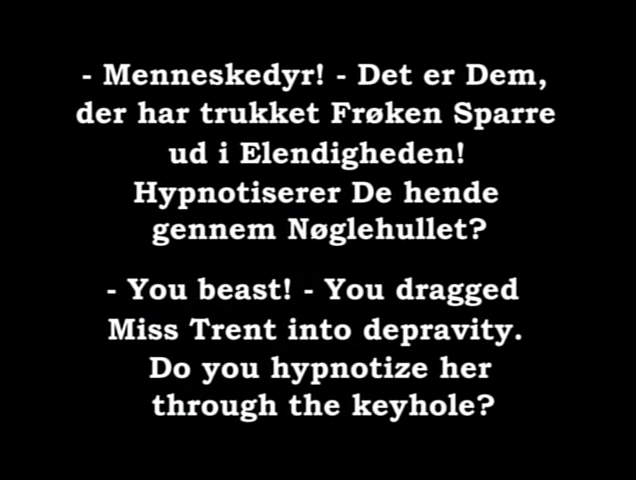 - Menneskedyr! - Det er Dem,
der har trukket Frøken Sparre
ud i Elendigheden!
Hypnotiserer De hende
gennem Nøglehullet?
- You beast! - You dragged
Miss Trent into depravity.
Do you hypnotize her
through the keyhole?